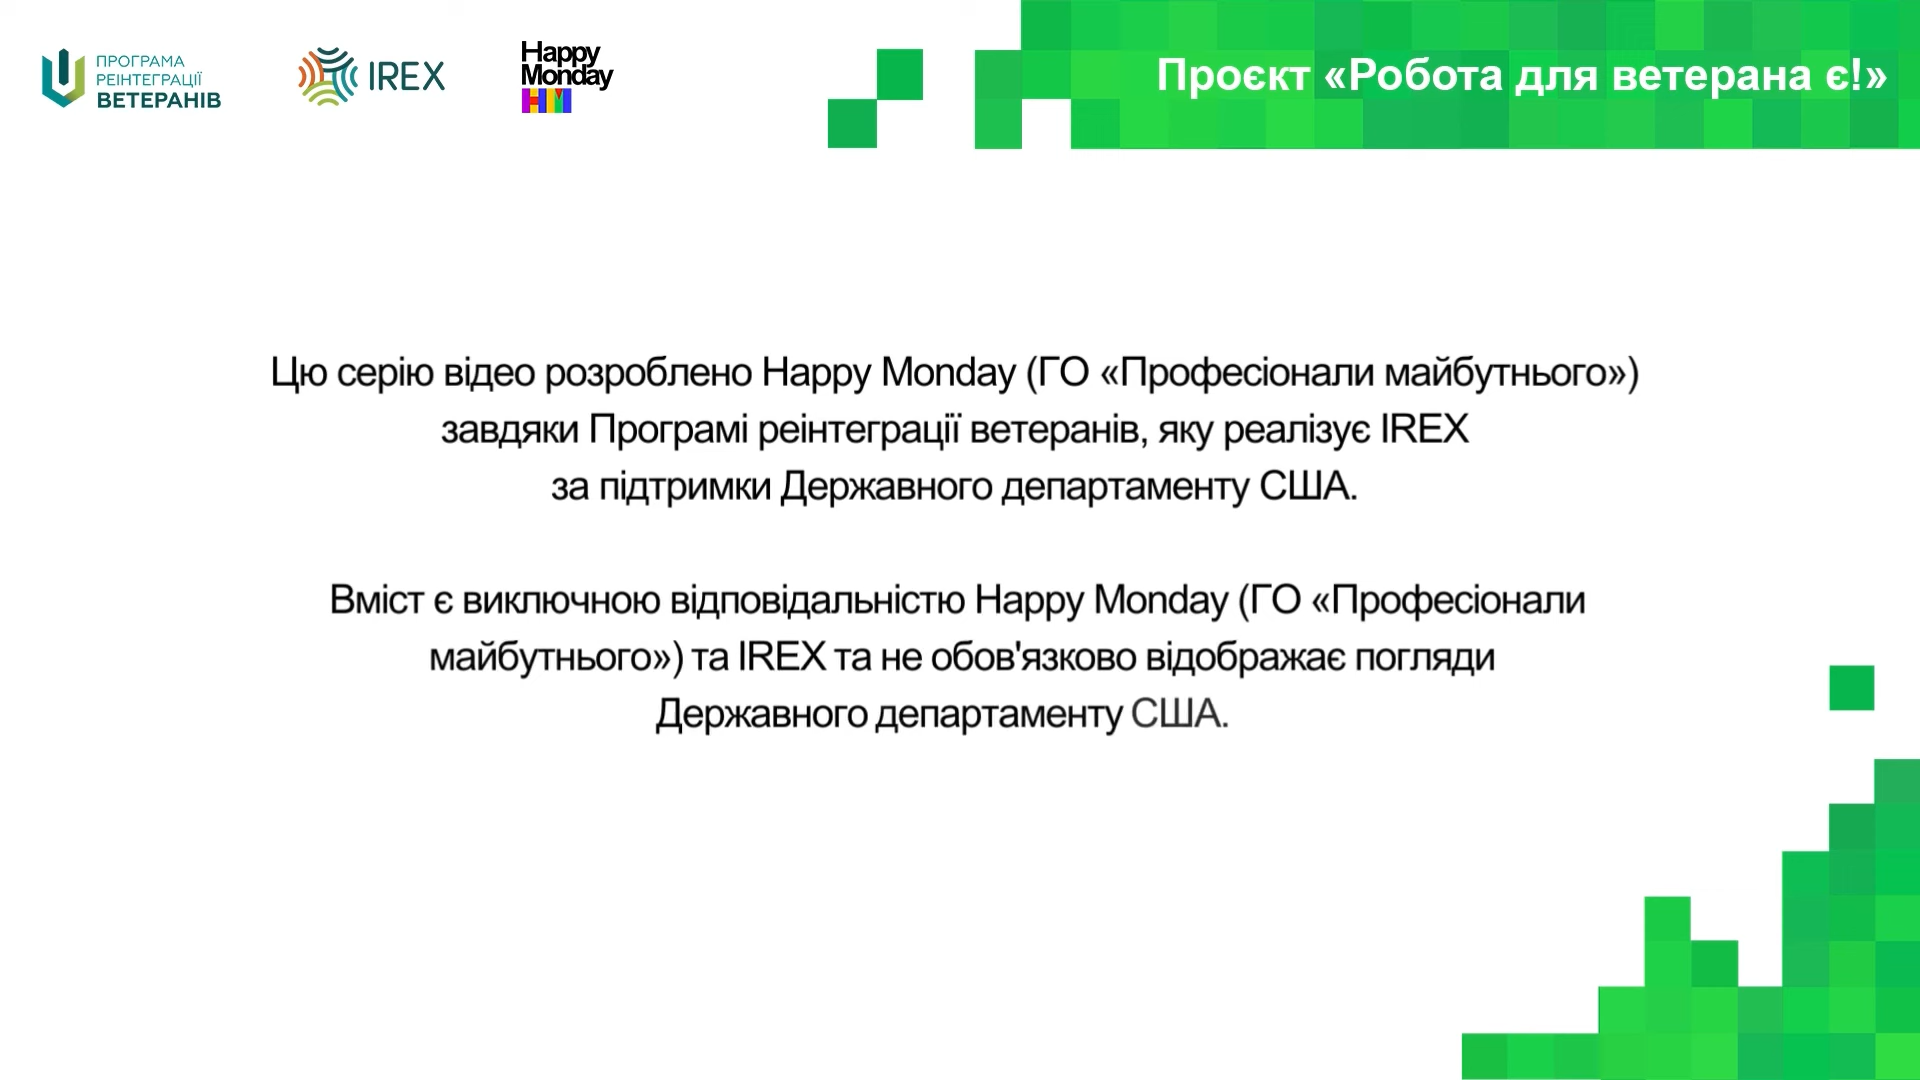 ПРОГРАМА
РЕІНТЕГРАЦІЇ
ВЕТЕРАНІВ
IREX
Happy
Monday
HM
Проєкт «Робота для ветерана є!»
Цю серію відео розроблено Happy Monday (ГО «Професіонали майбутнього»)
завдяки Програмі реінтеграції ветеранів, яку реалізує IREX
за підтримки Державного департаменту США.
Вміст є виключною відповідальністю Happy Monday (ГО «Професіонали
майбутнього») та IREX та не обов'язково відображає погляди
Державного департаменту США.